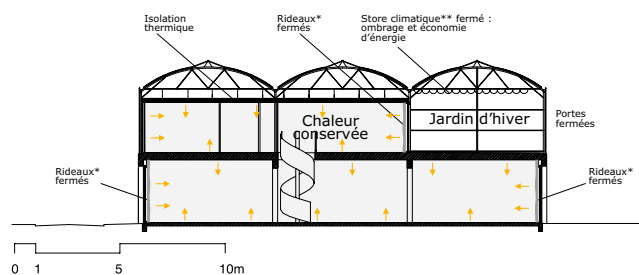 Isolation
thermique
Rideaux*
fermés
Store climatique** fermé :
ombrage et économie
d'énergie
Chaleur
conservée
Jardin d'hiver
Portes
fermées
Rideaux*
fermés
Rideaux*
fermés
0 1 5 10m